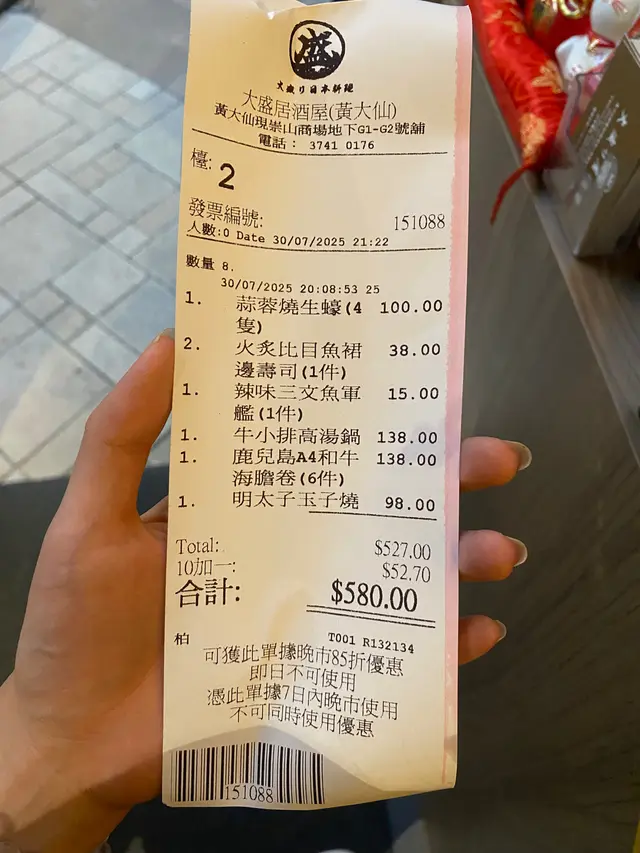 盛
大盛り日本料理
大盛居酒屋(黃大仙)
黃大仙現崇山商場地下G1-G2號舖
電話： 3741 0176
檯: 2
發票編號: 151088
人數:0 Date 30/07/2025 21:22
數量 8.
30/07/2025 20:08:53 25
1. 蒜蓉燒生蠔(4 100.00
隻)
2. 火炙比目魚裙 38.00
邊壽司(1件)
1. 辣味三文魚軍 15.00
艦(1件)
1. 牛小排高湯鍋 138.00
1. 鹿兒島A4和牛 138.00
海膽卷(6件)
1. 明太子玉子燒 98.00
Total: $527.00
10加一: $52.70
合計: $580.00
柏 T001 R132134
可獲此單據晚市85折優惠
即日不可使用
憑此單據7日內晚市使用
不可同時使用優惠
151088